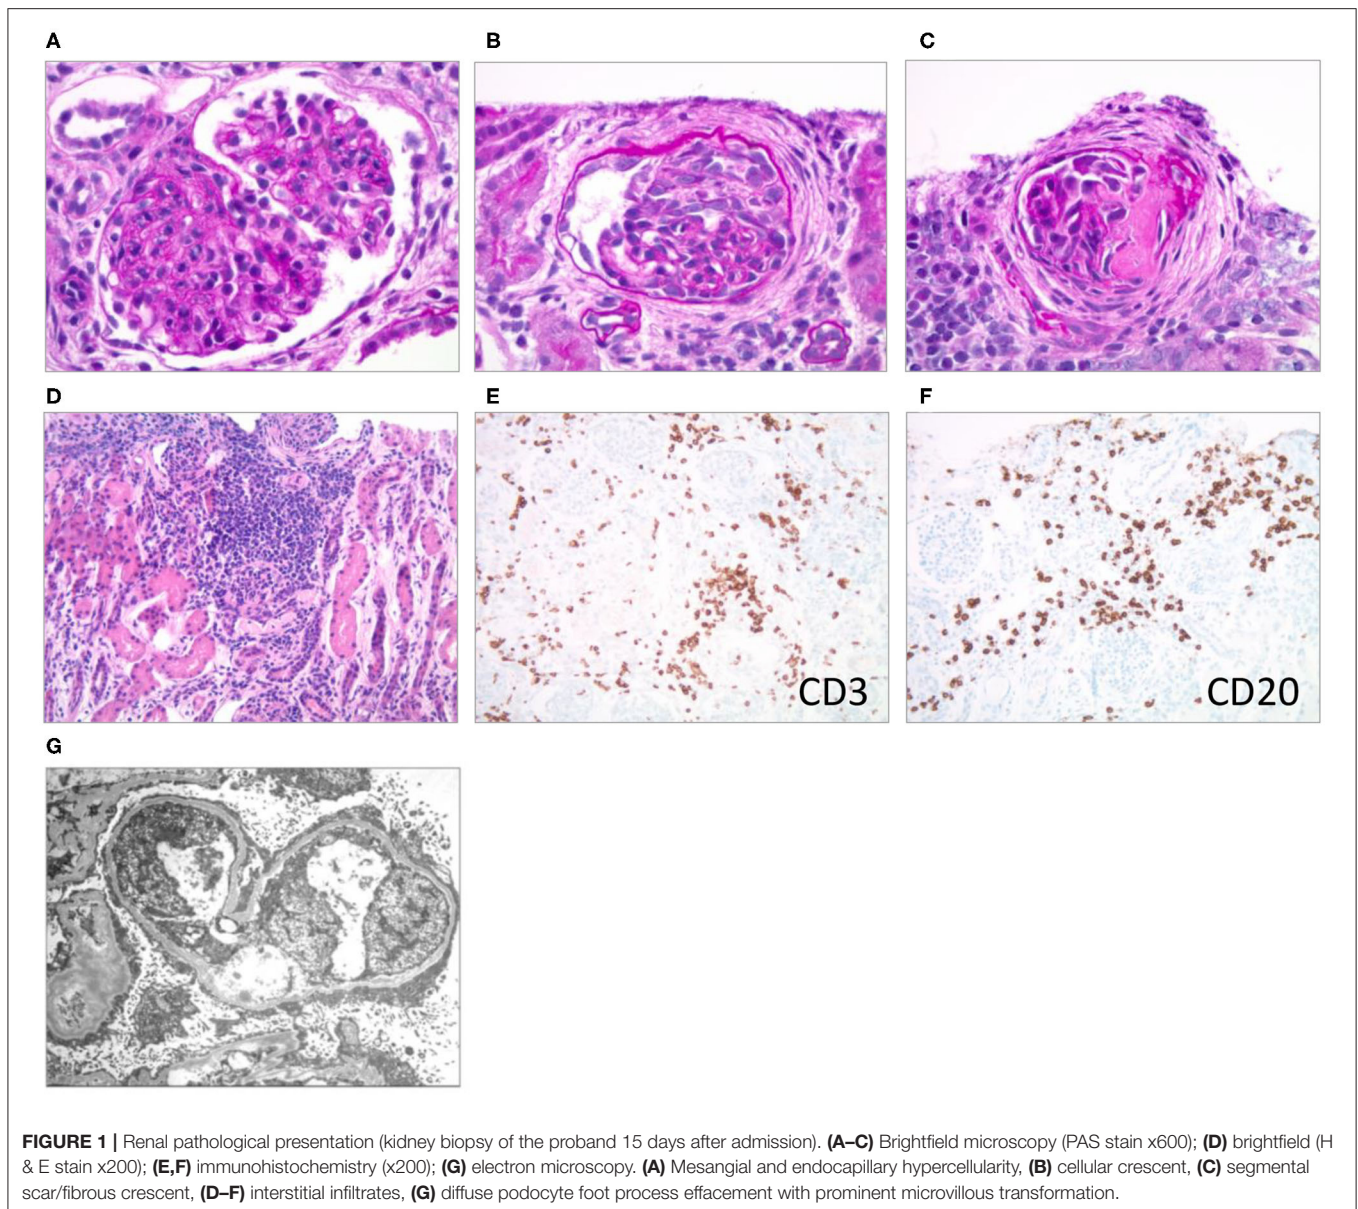 A
B
C
D
E
F
CD3
CD20
G
FIGURE 1 | Renal pathological presentation (kidney biopsy of the proband 15 days after admission). (A–C) Brightfield microscopy (PAS stain x600); (D) brightfield (H
& E stain x200); (E,F) immunohistochemistry (x200); (G) electron microscopy. (A) Mesangial and endocapillary hypercellularity, (B) cellular crescent, (C) segmental
scar/fibrous crescent, (D–F) interstitial infiltrates, (G) diffuse podocyte foot process effacement with prominent microvillous transformation.